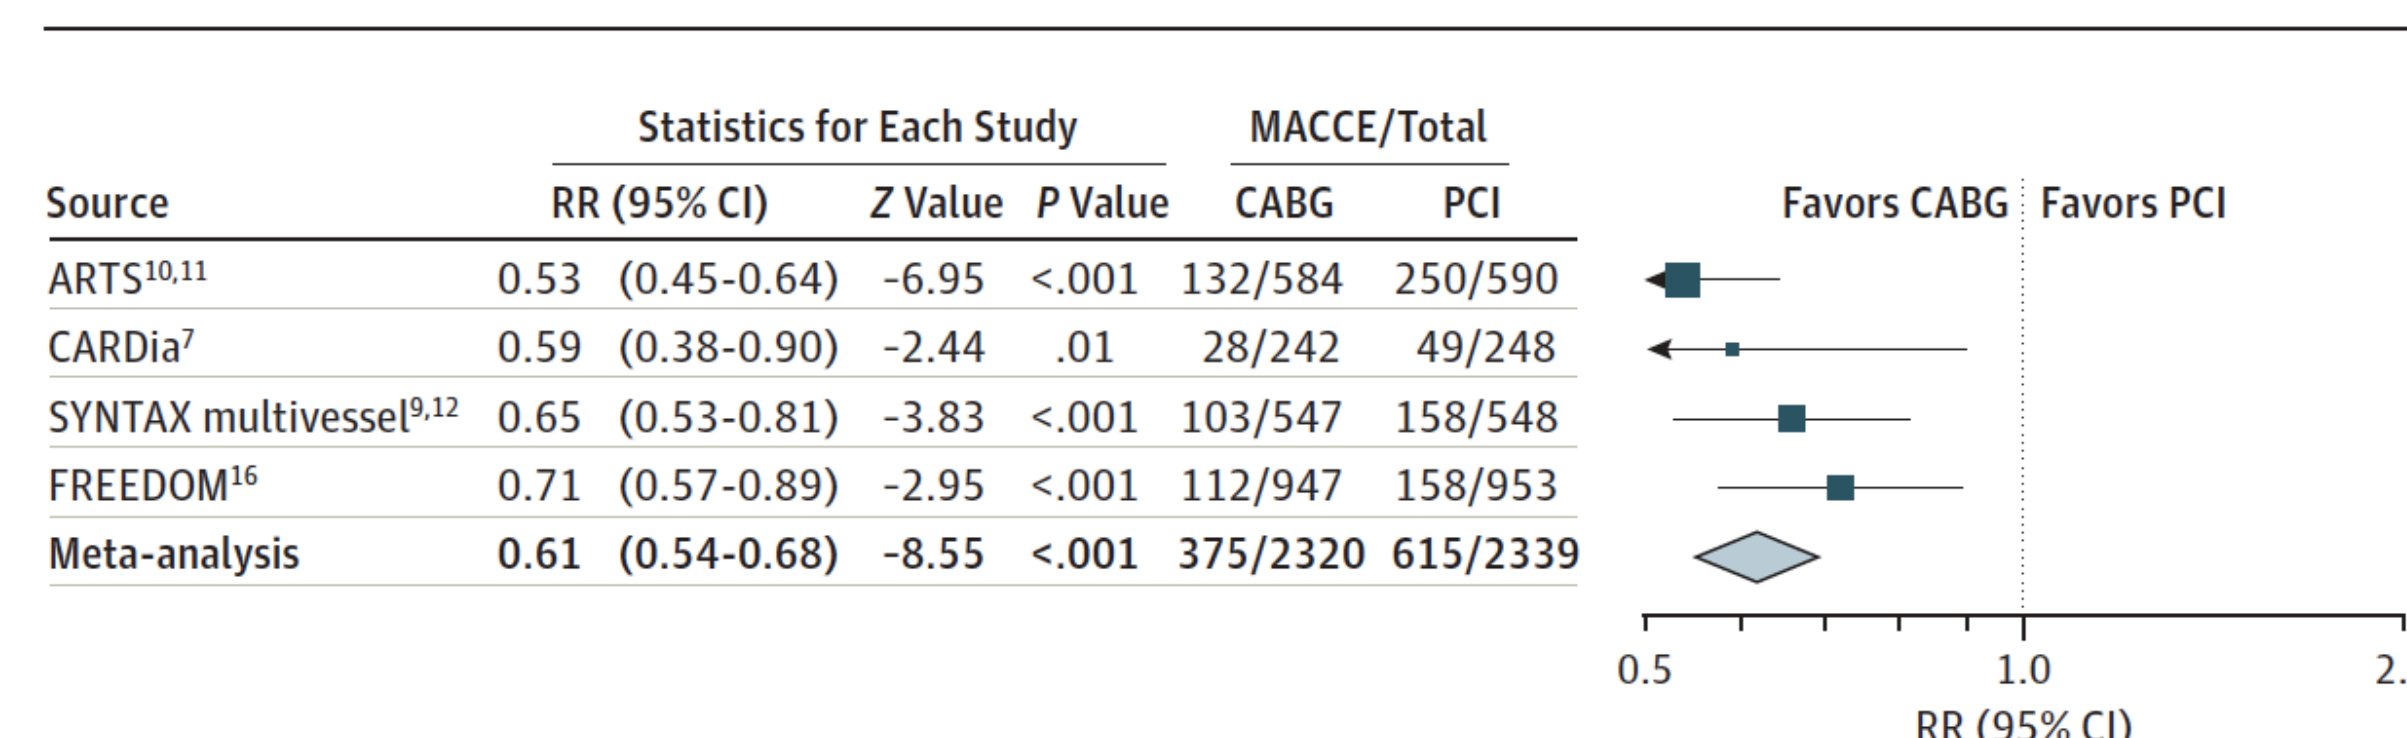 Statistics for Each Study MACCE/Total
Source RR (95% CI) Z Value P Value CABG PCI Favors CABG Favors PCI
ARTS10,11 0.53 (0.45-0.64) −6.95 <.001 132/584 250/590
CARDia7 0.59 (0.38-0.90) −2.44 .01 28/242 49/248
SYNTAX multivessel9,12 0.65 (0.53-0.81) −3.83 <.001 103/547 158/548
FREEDOM16 0.71 (0.57-0.89) −2.95 <.001 112/947 158/953
Meta-analysis 0.61 (0.54-0.68) −8.55 <.001 375/2320 615/2339
0.5 1.0 2.
RR (95% CI)